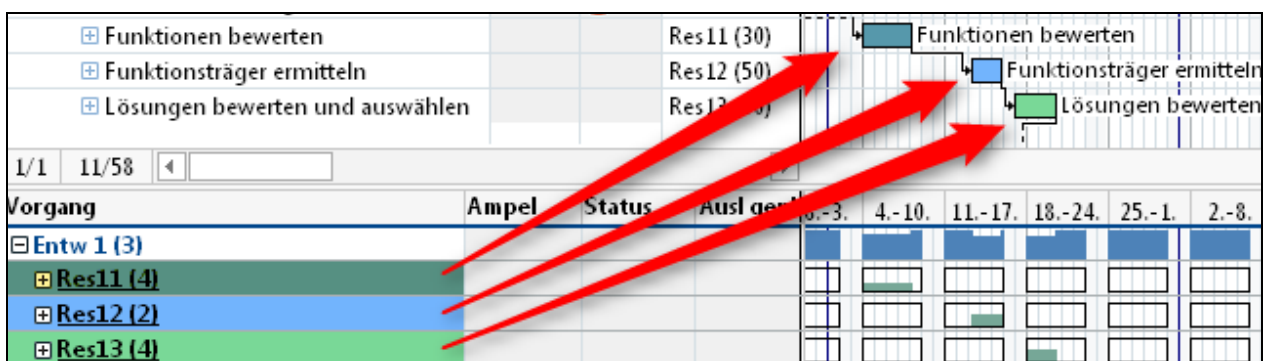 Funktionen bewerten Res11 (30) Funktionen bewerten
Funktionsträger ermitteln Res12 (50) Funktionsträger ermitteln
Lösungen bewerten und auswählen Lösungen bewerten
1/1 11/58
Vorgang Ampel Status Ausl 4.-10. 11.-17. 18.-24. 25.-1. 2.-8.
Entw 1 (3)
Res11 (4)
Res12 (2)
Res13 (4)